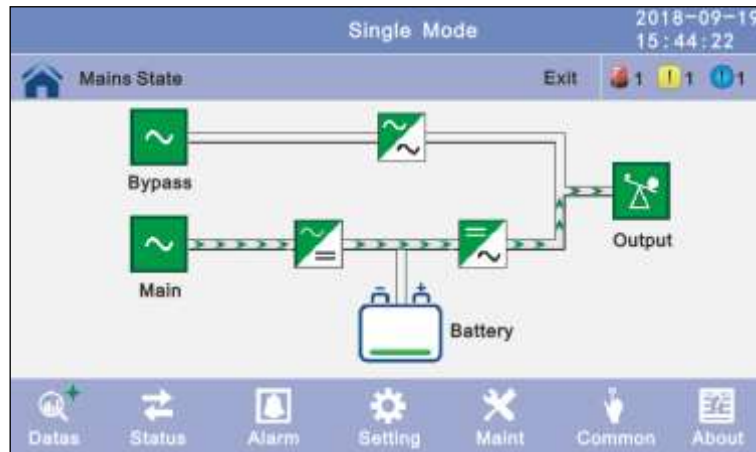 Single Mode
2018-09-19
15:44:22
Mains State
Exit
1
1
1
Bypass
Main
Output
Battery
Datas
Status
Alarm
Setting
Maint
Common
About